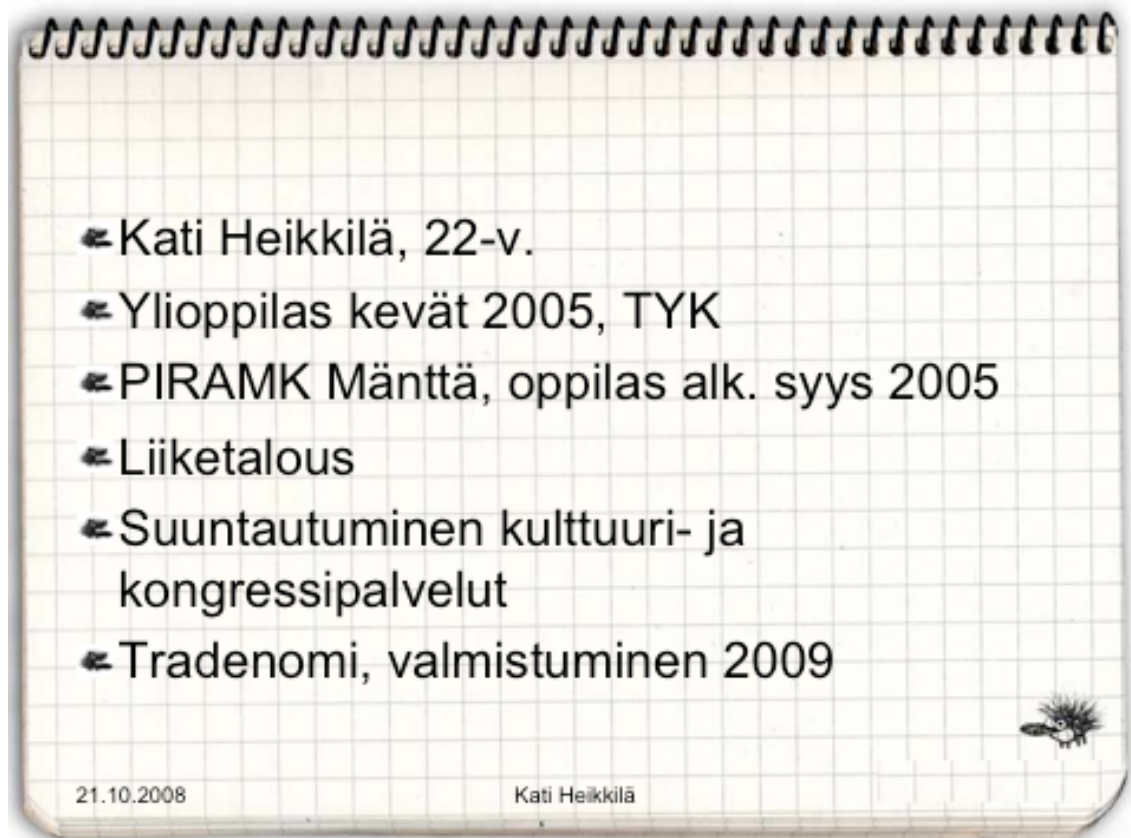 Kati Heikkilä, 22-v.
Ylioppilas kevät 2005, TYK
PIRAMK Mänttä, oppilas alk. syys 2005
Liiketalous
Suuntautuminen kulttuuri- ja
kongressipalvelut
Tradenomi, valmistuminen 2009
21.10.2008
Kati Heikkilä